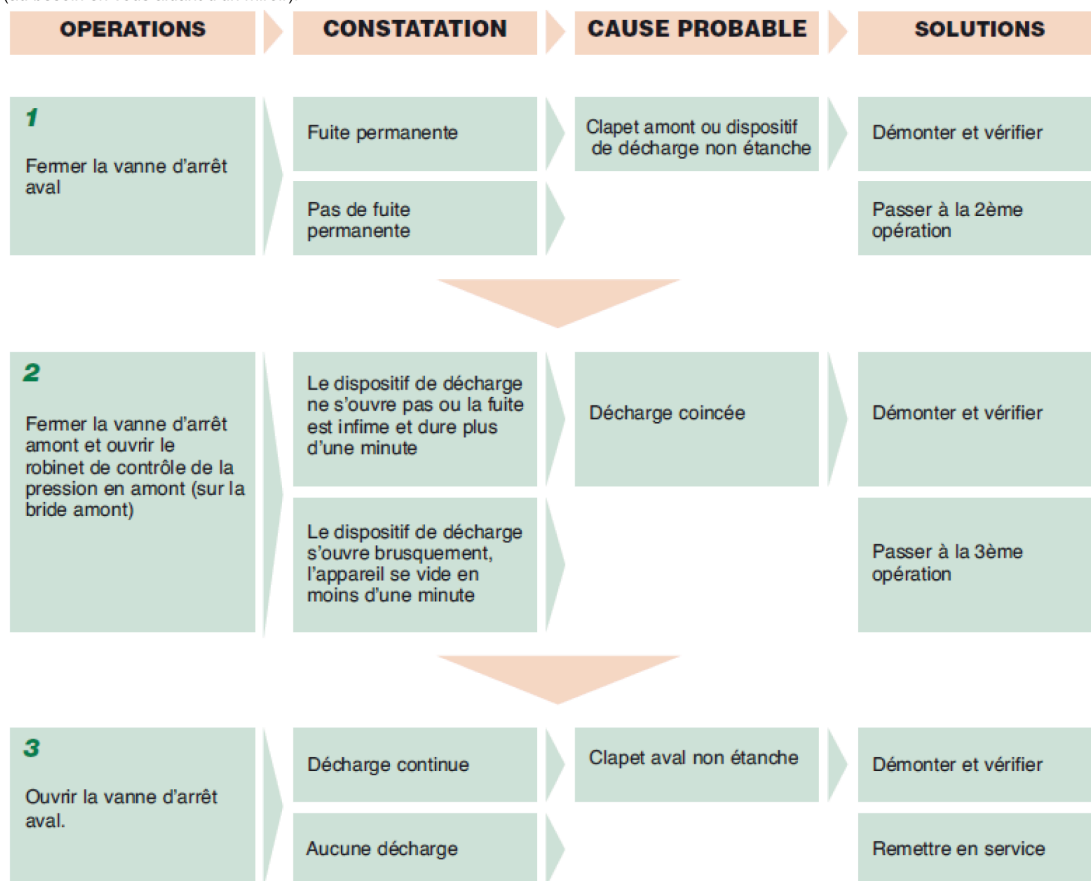 OPERATIONS
CONSTATATION
CAUSE PROBABLE
SOLUTIONS
1
Fermer la vanne d'arrêt
aval
Fuite permanente
Clapet amont ou dispositif
de décharge non étanche
Démonter et vérifier
Pas de fuite
permanente
Passer à la 2ème
opération
2
Fermer la vanne d'arrêt
amont et ouvrir le
robinet de contrôle de la
pression en amont (sur la
bride amont)
Le dispositif de décharge
ne s'ouvre pas ou la fuite
est infime et dure plus
d'une minute
Décharge coincée
Démonter et vérifier
Le dispositif de décharge
s'ouvre brusquement,
l'appareil se vide en
moins d'une minute
Passer à la 3ème
opération
3
Ouvrir la vanne d'arrêt
aval.
Décharge continue
Clapet aval non étanche
Démonter et vérifier
Aucune décharge
Remettre en service